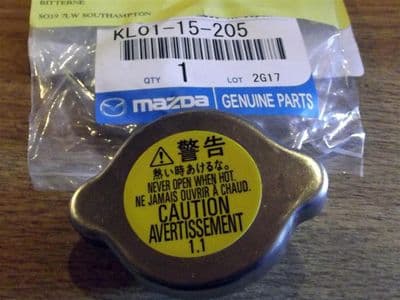 BITTERNE
SO19 7LW SOUTHAMPTON
KL01-15-205
QTY 1 LOT 2G17
mazda GENUINE PARTS
警告
熱い時あけるな。
NEVER OPEN WHEN HOT.
NE JAMAIS OUVRIR À CHAUD.
CAUTION
AVERTISSEMENT
1.1